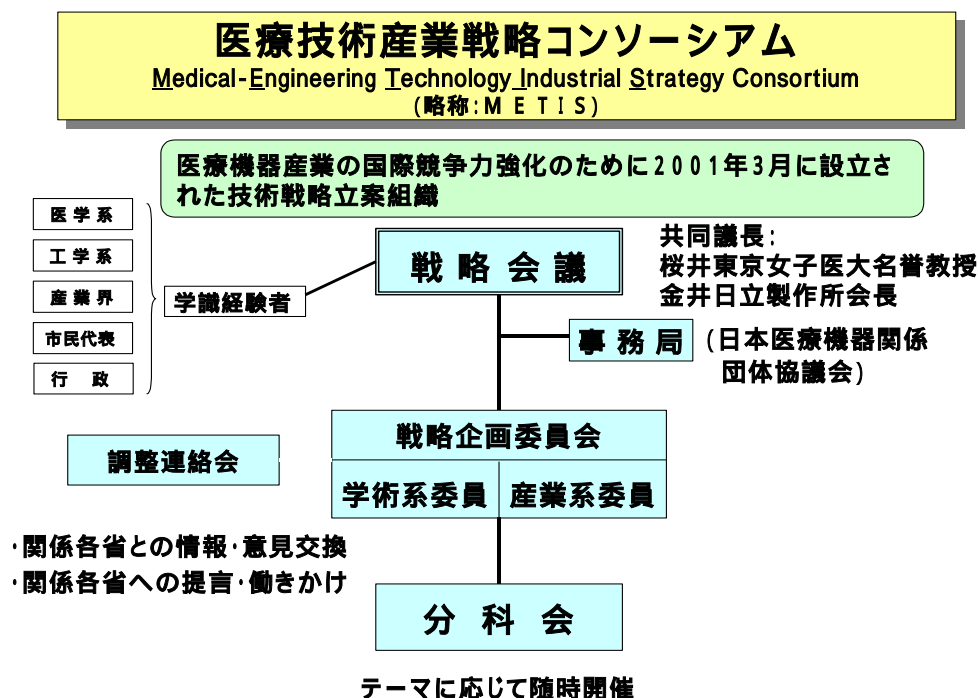 医療技術産業戦略コンソーシアム
Medical-Engineering Technology Industrial Strategy Consortium
(略称:ＭＥＴＩＳ)
医療機器産業の国際競争力強化のために2001年3月に設立さ
れた技術戦略立案組織
医学系
工学系
産業界
市民代表
行　政
学識経験者
戦略会議
共同議長:
桜井東京女子医大名誉教授
金井日立製作所会長
事務局
(日本医療機器関係
団体協議会)
戦略企画委員会
学術系委員
産業系委員
調整連絡会
・関係各省との情報・意見交換
・関係各省への提言・働きかけ
分科会
テーマに応じて随時開催